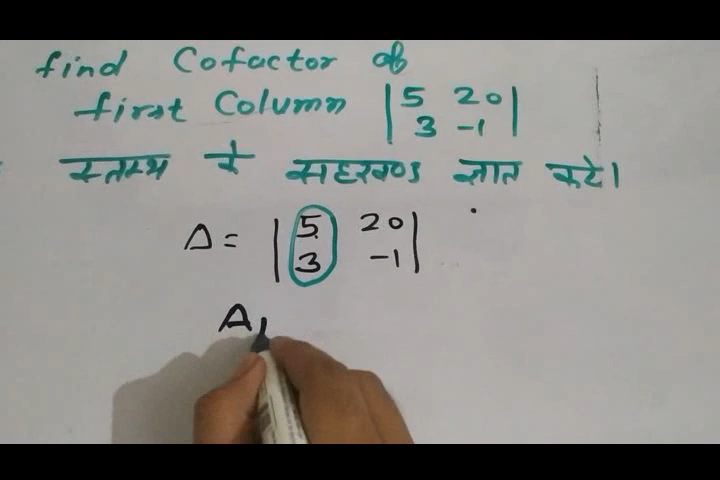 find Cofactor of
first Column | 5 20 |
| 3 -1 |
स्तम्भ के सहखण्ड ज्ञात करे।
Δ = | 5 20 |
| 3 -1 |
A₁